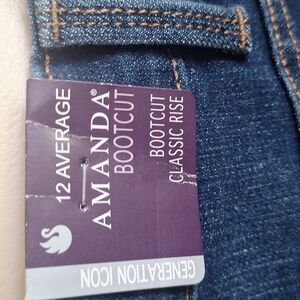 12 AVERAGE
AMANDA®
BOOTCUT
BOOTCUT
CLASSIC RISE
GENERATION ICON